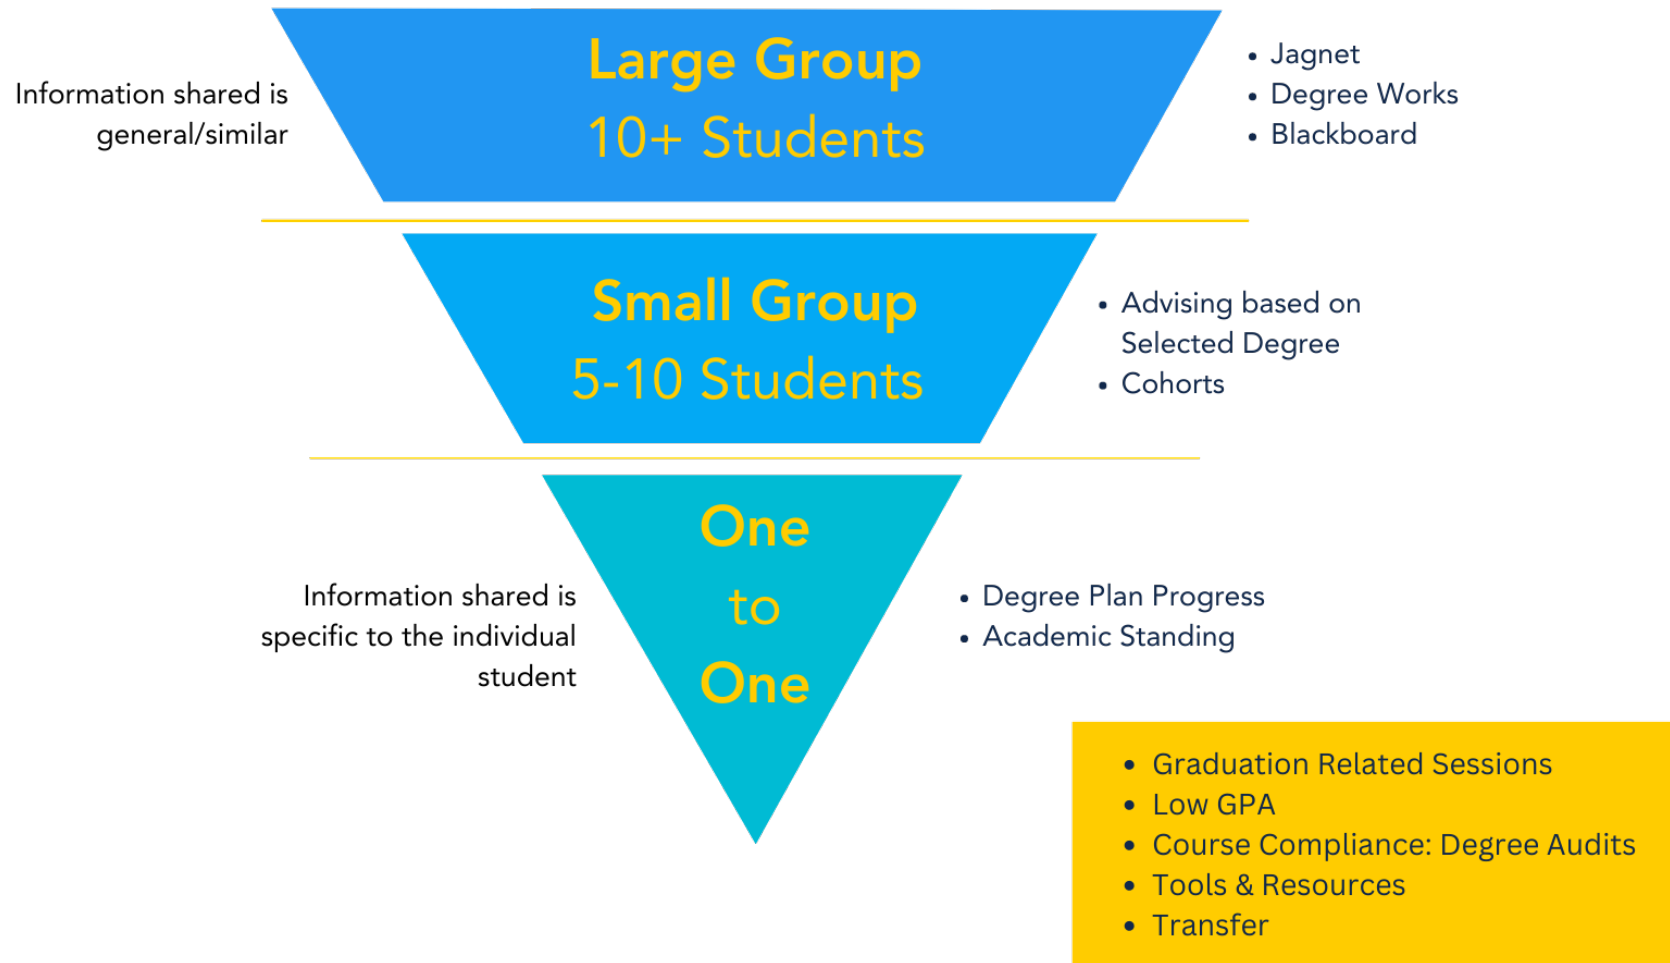 Large Group
10+ Students
Information shared is
general/similar
• Jagnet
• Degree Works
• Blackboard
Small Group
5-10 Students
• Advising based on
Selected Degree
• Cohorts
One
to
One
Information shared is
specific to the individual
student
• Degree Plan Progress
• Academic Standing
• Graduation Related Sessions
• Low GPA
• Course Compliance: Degree Audits
• Tools & Resources
• Transfer